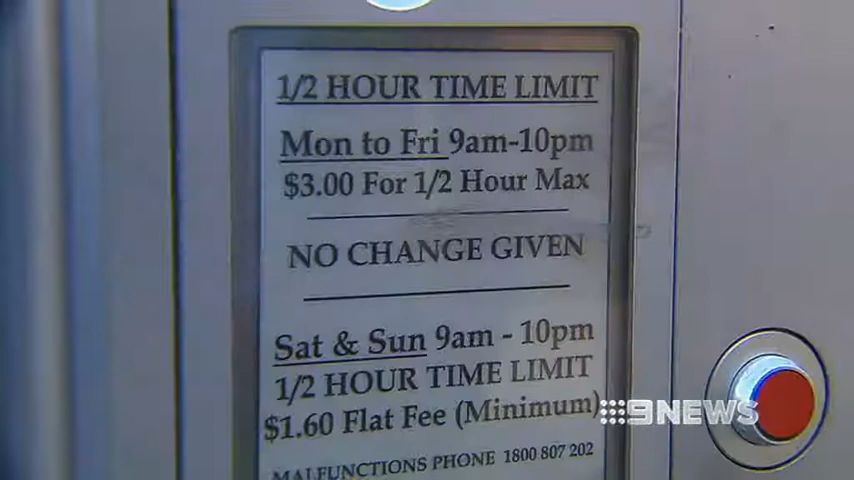 1/2 HOUR TIME LIMIT
Mon to Fri 9am-10pm
$3.00 For 1/2 Hour Max
NO CHANGE GIVEN
Sat & Sun 9am - 10pm
1/2 HOUR TIME LIMIT
$1.60 Flat Fee (Minimum)
9NEWS
MALFUNCTIONS PHONE 1800 807 202